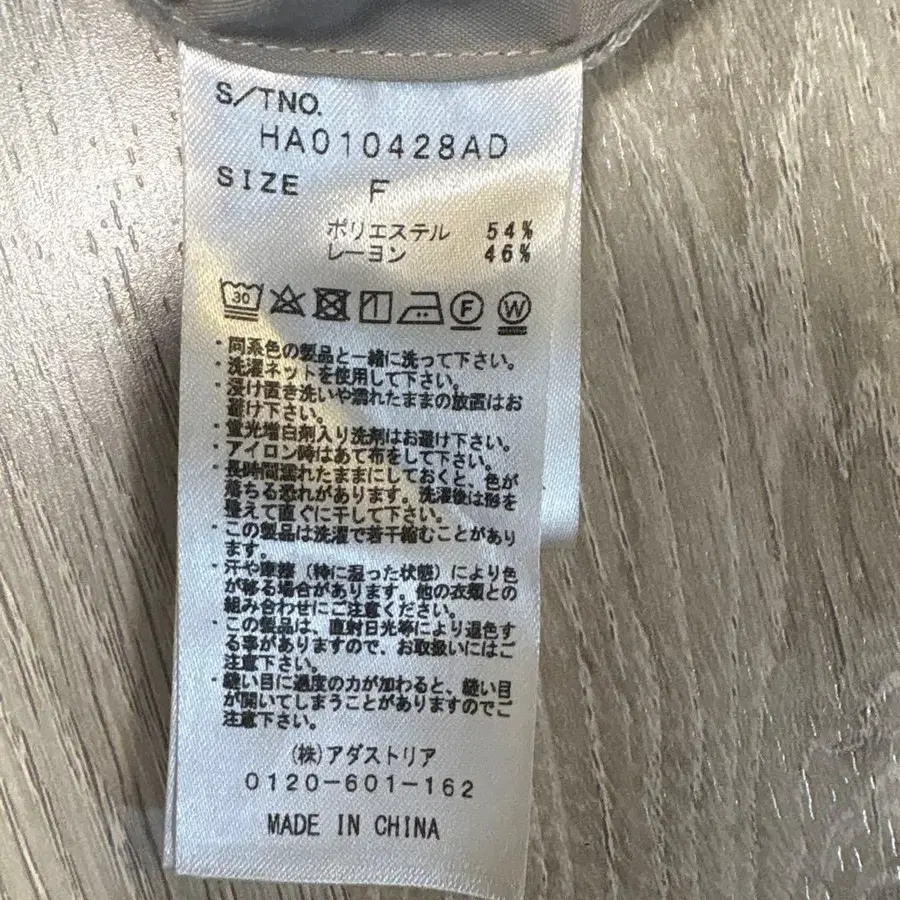 S/TNO.
HA010428AD
SIZE F
ポリエステル 54%
レーヨン 46%
30 F W
・同系色の製品と一緒に洗って下さい。
・洗濯ネットを使用して下さい。
・浸け置き洗いや濡れたままの放置はお
避け下さい。
・蛍光増白剤入り洗剤はお避け下さい。
・アイロン時はあて布をして下さい。
・長時間濡れたままにしておくと、色が
落ちる恐れがあります。洗濯後は形を
整えて直ぐに干して下さい。
・この製品は洗濯で若干縮むことがあり
ます。
・汗や摩擦（特に湿った状態）により色
が移る場合があります。他の衣類との
組み合わせにご注意ください。
・この製品は、直射日光等により退色す
る事がありますので、お取扱いにはご
注意下さい。
・縫い目に過度の力が加わると、縫い目
が開いてしまうことがありますのでご
注意下さい。
(株)アダストリア
0120-601-162
MADE IN CHINA